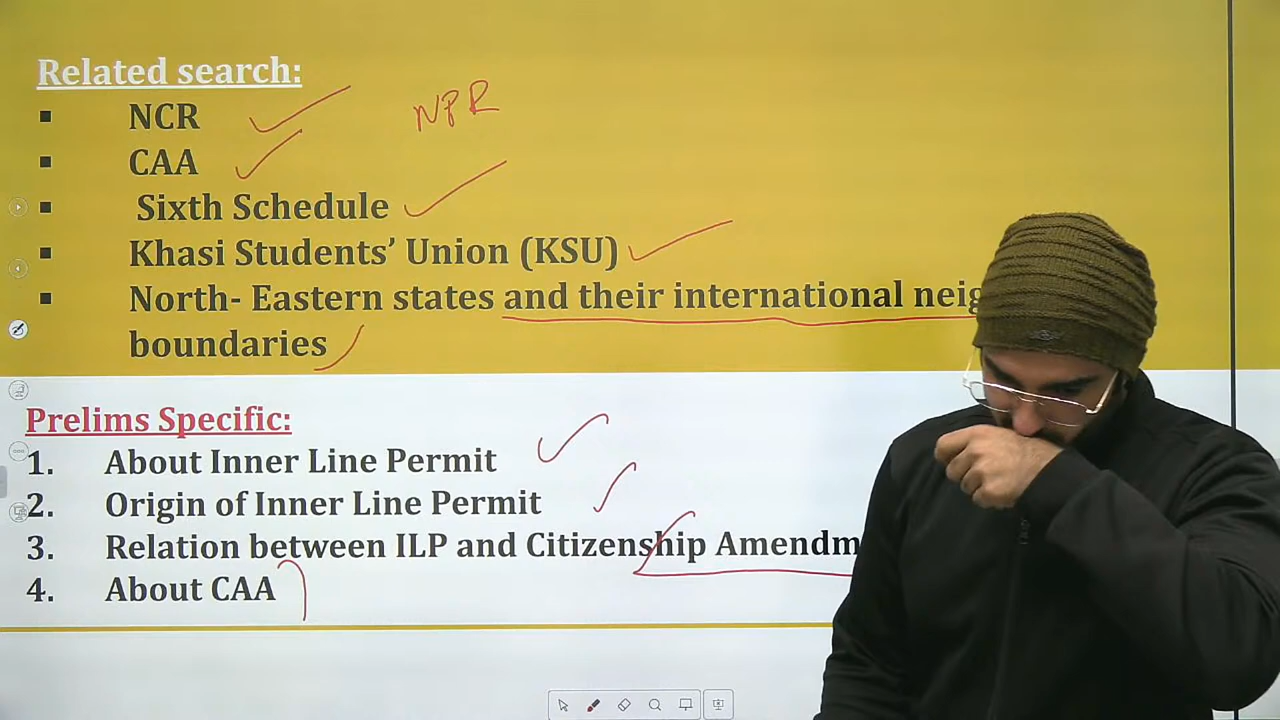 Related search:
▪ NCR NPR
▪ CAA
▪ Sixth Schedule
▪ Khasi Students’ Union (KSU)
▪ North- Eastern states and their international
boundaries
Prelims Specific:
1. About Inner Line Permit
2. Origin of Inner Line Permit
3. Relation between ILP and Citizenship
4. About CAA